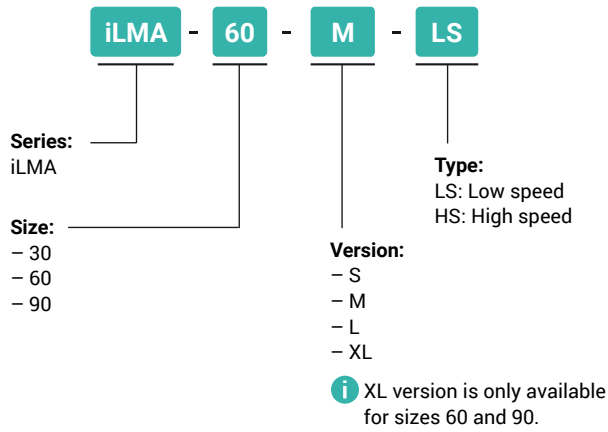 iLMA - 60 - M - LS
Series:
iLMA
Size:
– 30
– 60
– 90
Version:
– S
– M
– L
– XL
i XL version is only available
for sizes 60 and 90.
Type:
LS: Low speed
HS: High speed